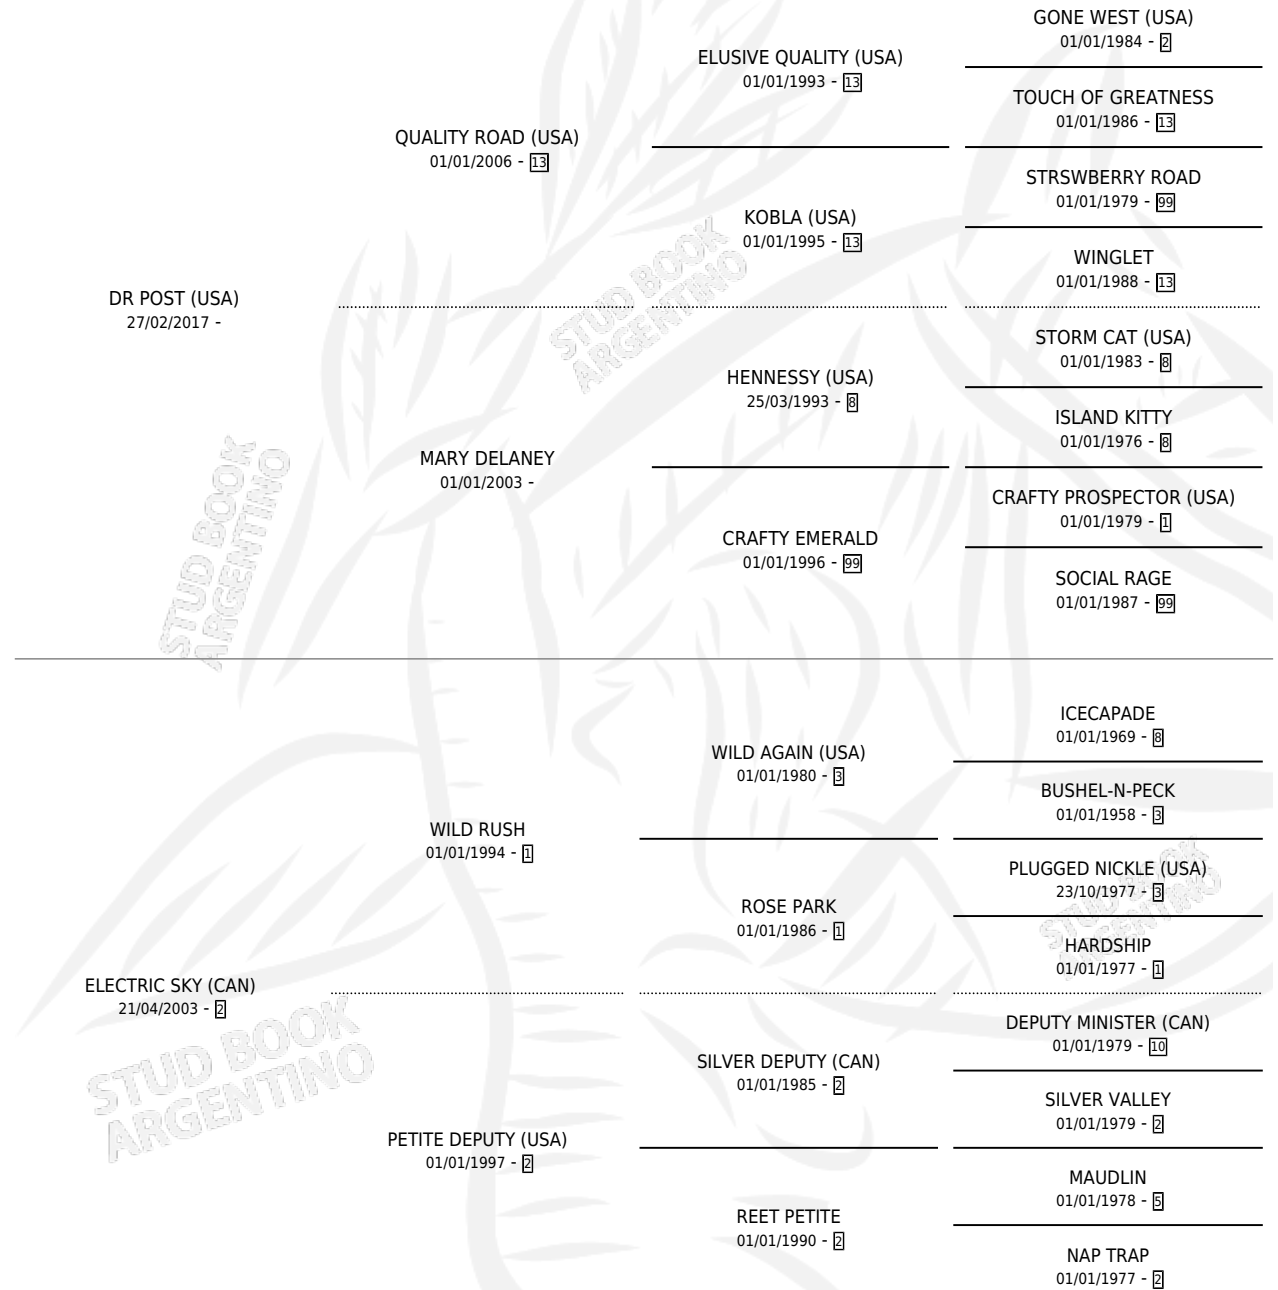 GONE WEST (USA)
01/01/1984 - 2
ELUSIVE QUALITY (USA)
01/01/1993 - 13
TOUCH OF GREATNESS
01/01/1986 - 13
QUALITY ROAD (USA)
01/01/2006 - 13
STRSWBERRY ROAD
01/01/1979 - 99
KOBLA (USA)
01/01/1995 - 13
WINGLET
01/01/1988 - 13
DR POST (USA)
27/02/2017 -
STORM CAT (USA)
01/01/1983 - 8
HENNESSY (USA)
25/03/1993 - 8
ISLAND KITTY
01/01/1976 - 8
MARY DELANEY
01/01/2003 -
CRAFTY PROSPECTOR (USA)
01/01/1979 - 1
CRAFTY EMERALD
01/01/1996 - 99
SOCIAL RAGE
01/01/1987 - 99
ICECAPADE
01/01/1969 - 8
WILD AGAIN (USA)
01/01/1980 - 3
BUSHEL-N-PECK
01/01/1958 - 3
WILD RUSH
01/01/1994 - 1
PLUGGED NICKLE (USA)
23/10/1977 - 3
ROSE PARK
01/01/1986 - 1
HARDSHIP
01/01/1977 - 1
ELECTRIC SKY (CAN)
21/04/2003 - 2
DEPUTY MINISTER (CAN)
01/01/1979 - 10
SILVER DEPUTY (CAN)
01/01/1985 - 2
SILVER VALLEY
01/01/1979 - 2
PETITE DEPUTY (USA)
01/01/1997 - 2
MAUDLIN
01/01/1978 - 5
REET PETITE
01/01/1990 - 2
NAP TRAP
01/01/1977 - 2
STUD BOOK
ARGENTINO
STUD BOOK
ARGENTINO
STUD BOOK
ARGENTINO
STUD BOOK
ARGENTINO